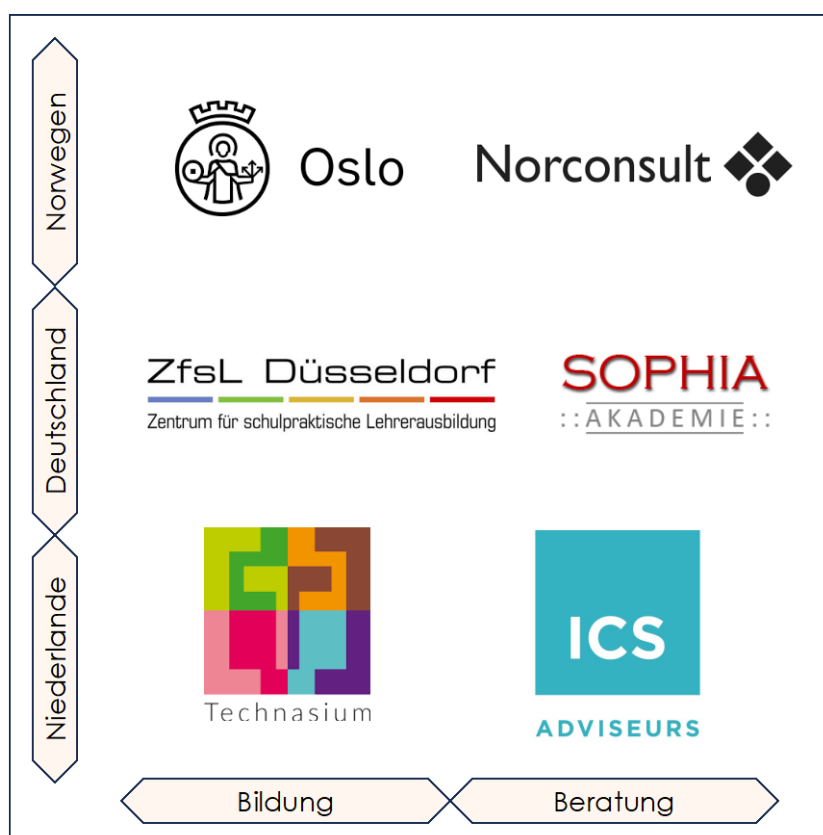 Norwegen
Oslo
Norconsult
Deutschland
ZfsL Düsseldorf
Zentrum für schulpraktische Lehrerausbildung
SOPHIA
::AKADEMIE::
Niederlande
Technasium
ICS
ADVISEURS
Bildung
Beratung